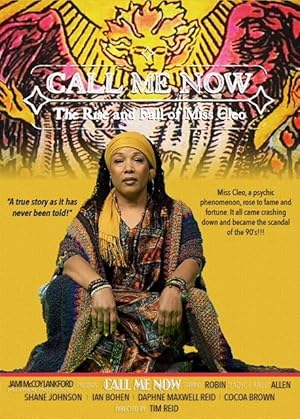 CALL ME NOW
The Rise and Fall of Miss Cleo
"A true story as it has
never been told!"
Miss Cleo, a psychic
phenomenon, rose to fame and
fortune. It all came crashing
down and became the scandal
of the 90's!!!
JAMI McCOY LANKFORD CALL ME NOW ROBIN ALLEN
SHANE JOHNSON | IAN BOHEN | DAPHNE MAXWELL REID | COCOA BROWN
DIRECTED BY TIM REID